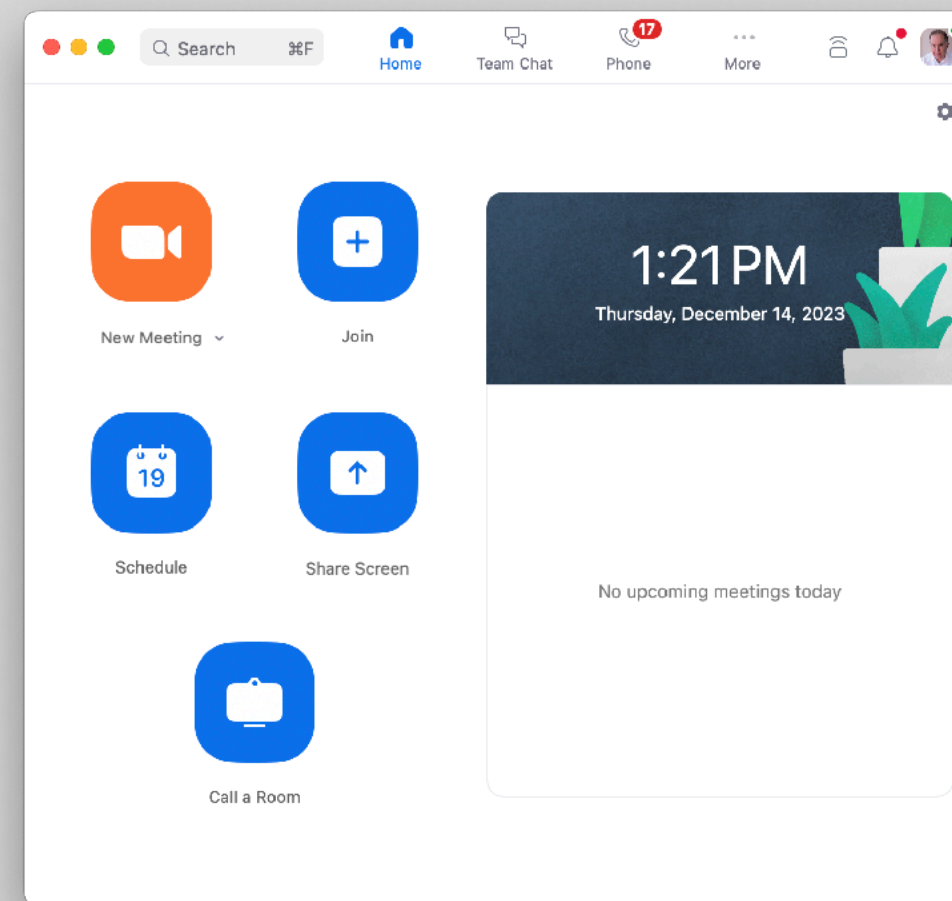 Search ⌘F
Home
Team Chat
17
Phone
More
1:21 PM
Thursday, December 14, 2023
New Meeting
Join
19
Schedule
Share Screen
No upcoming meetings today
Call a Room